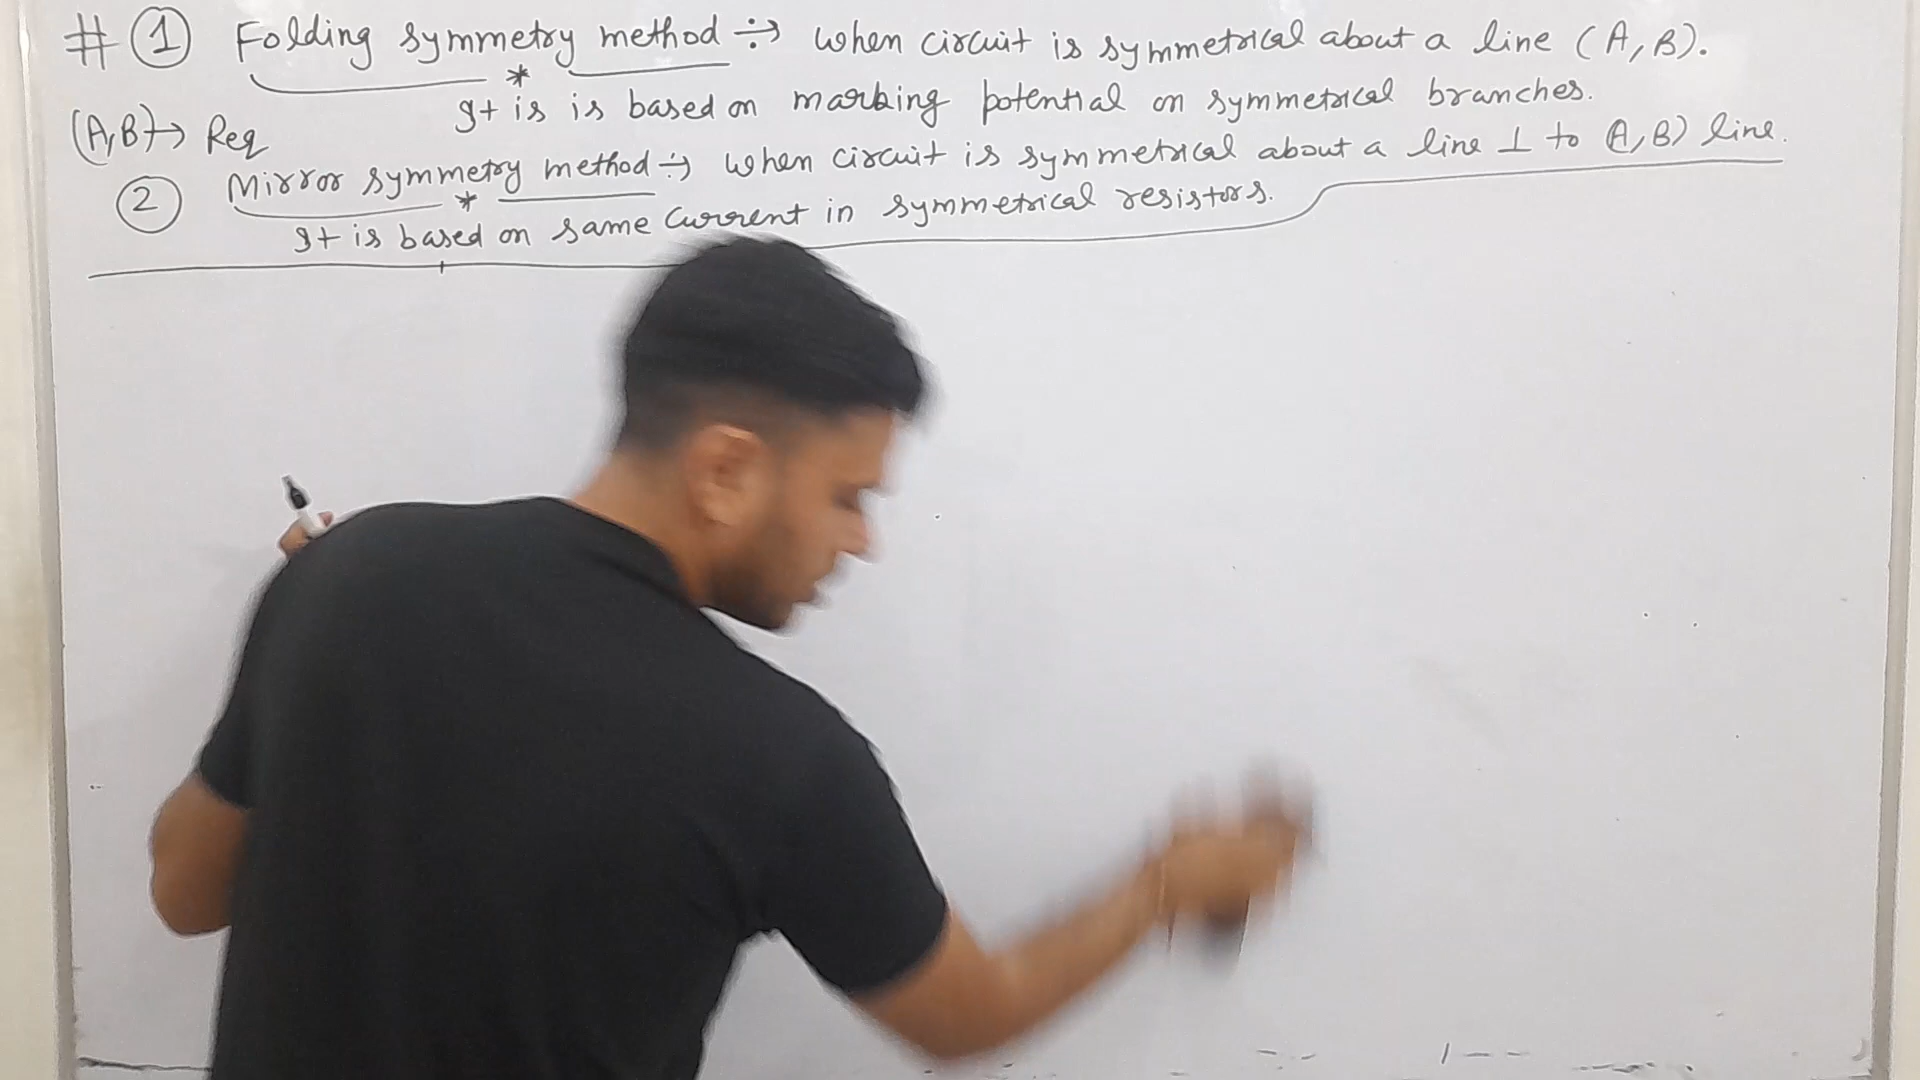 # ① Folding symmetry method ÷→ when circuit is symmetrical about a line (A, B).
* It is is based on marking potential on symmetrical branches.
(A,B) → Req
② Mirror symmetry method ÷→ when circuit is symmetrical about a line ⊥ to (A, B) line.
* It is based on same current in symmetrical resistors.